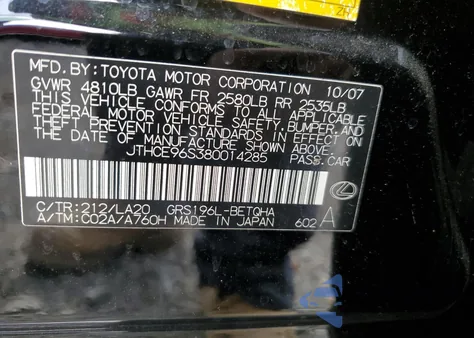 MFD. BY: TOYOTA MOTOR CORPORATION 10/07
GVWR 4810LB GAWR FR 2580LB RR 2535LB
THIS VEHICLE CONFORMS TO ALL APPLICABLE
FEDERAL MOTOR VEHICLE SAFETY, BUMPER, AND
THEFT PREVENTION STANDARDS IN EFFECT ON THE
DATE OF MANUFACTURE SHOWN ABOVE.
JTHCE96S380014285 PASS.CAR
C/TR: 212/LA20 GRS196L-BETQHA
A/TM: C02A/A760H MADE IN JAPAN 602 A